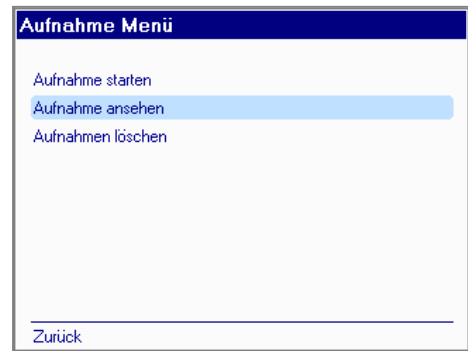 Aufnahme Menü
Aufnahme starten
Aufnahme ansehen
Aufnahmen löschen
Zurück